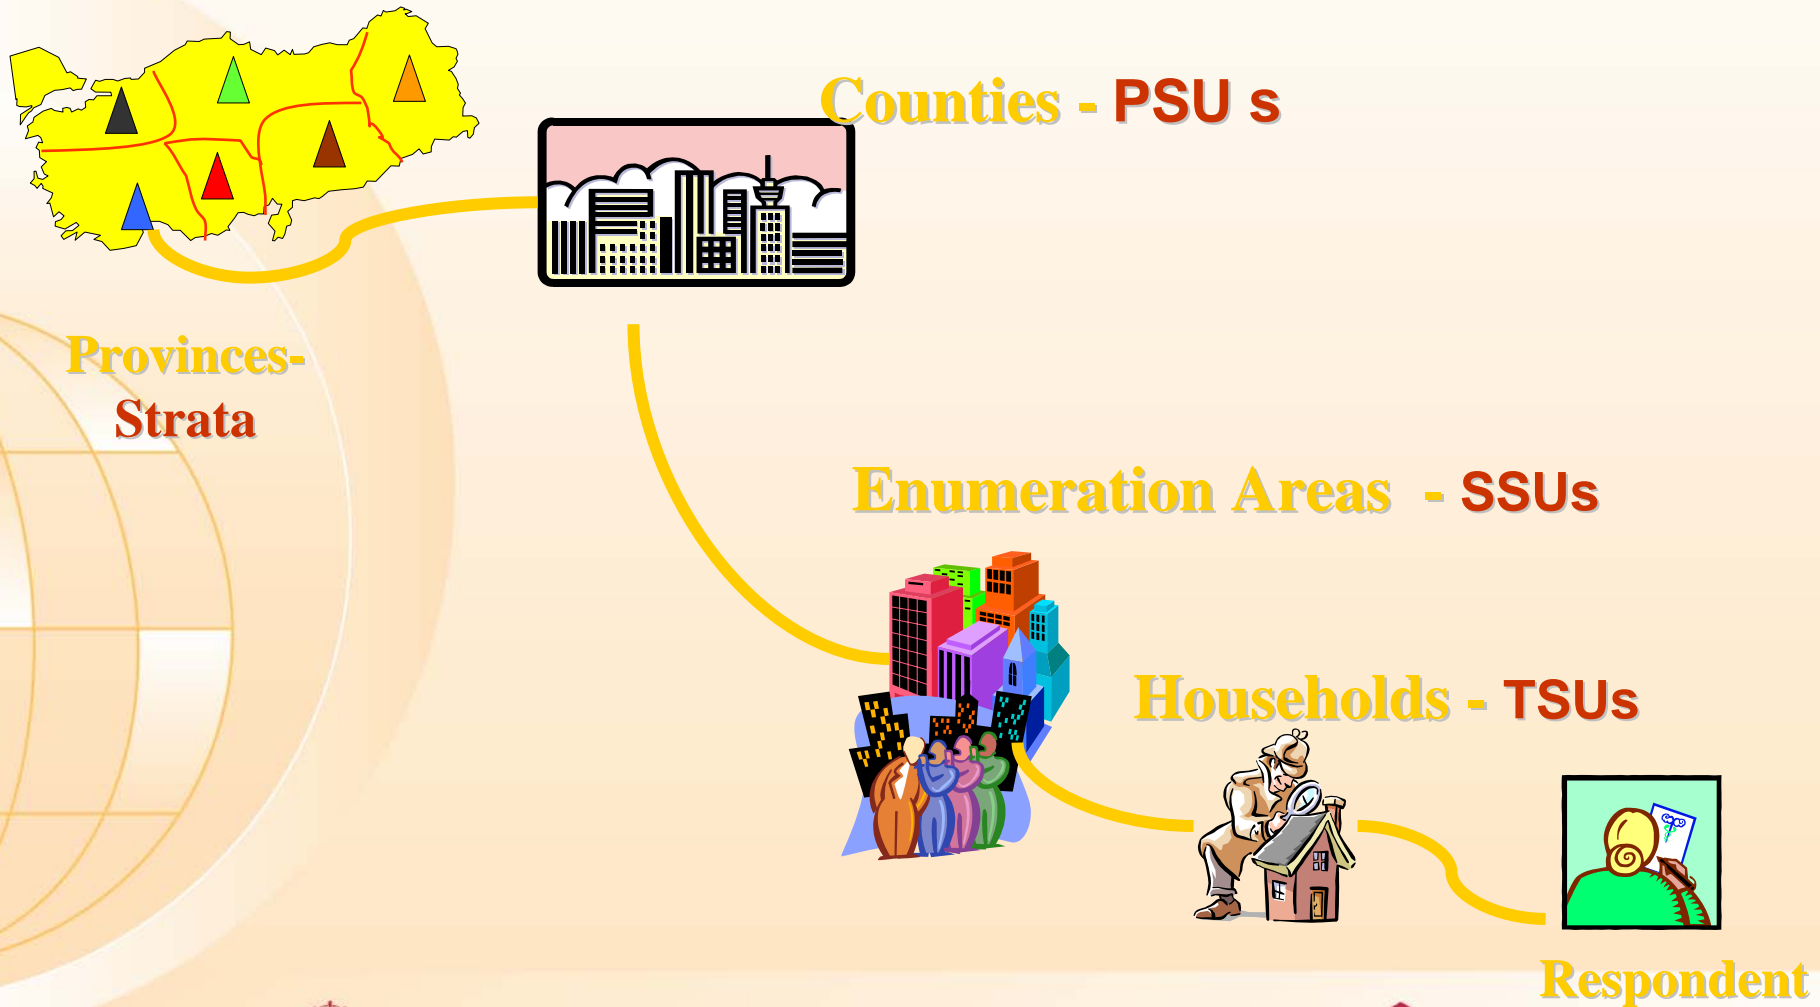 Counties - PSU s
Provinces-
Strata
Enumeration Areas - SSUs
Households - TSUs
Respondent